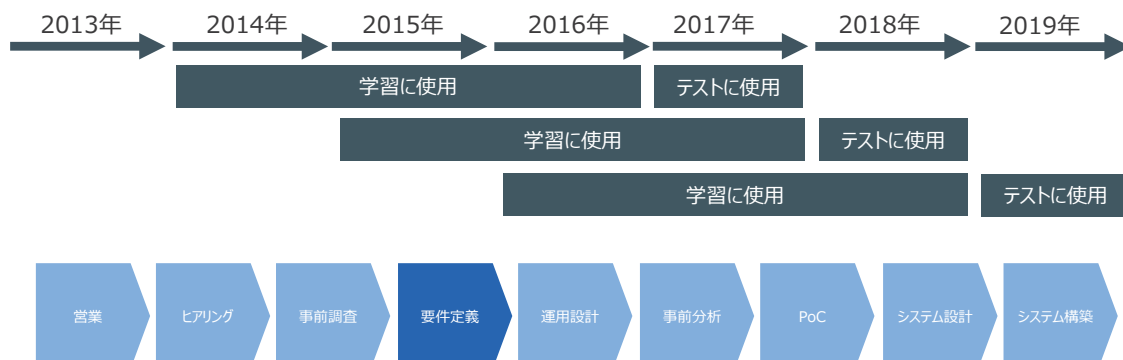 2013年 2014年 2015年 2016年 2017年 2018年 2019年
学習に使用 テストに使用
学習に使用 テストに使用
学習に使用 テストに使用
営業 ヒアリング 事前調査 要件定義 運用設計 事前分析 PoC システム設計 システム構築